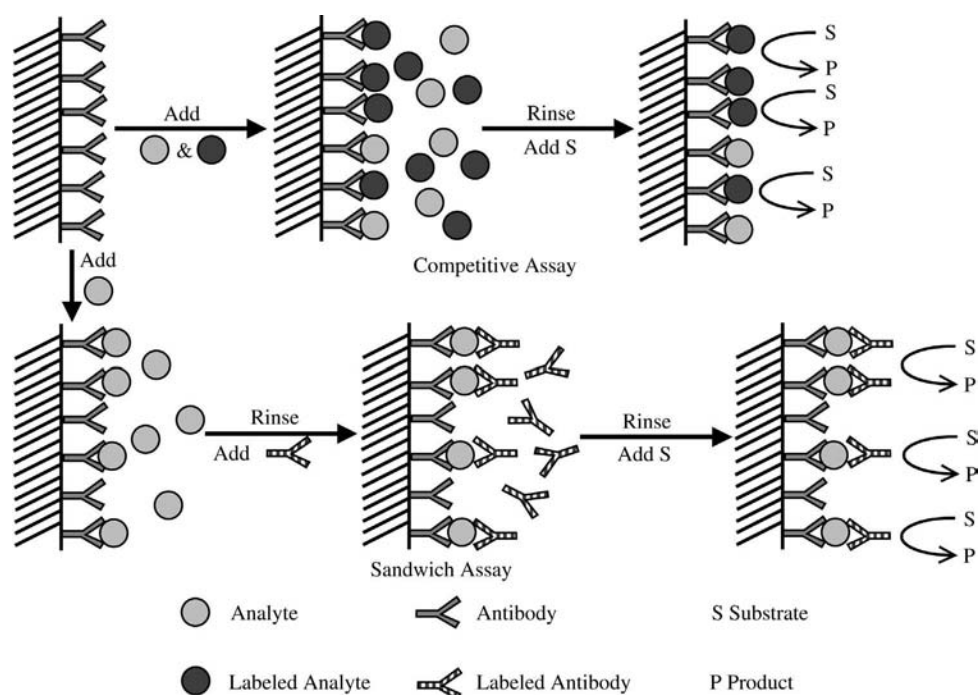 Add
&
Rinse
Add S
S
P
S
P
S
P
Competitive Assay
Add
Rinse
Add
Rinse
Add S
S
P
S
P
S
P
Sandwich Assay
Analyte
Antibody
S Substrate
Labeled Analyte
Labeled Antibody
P Product